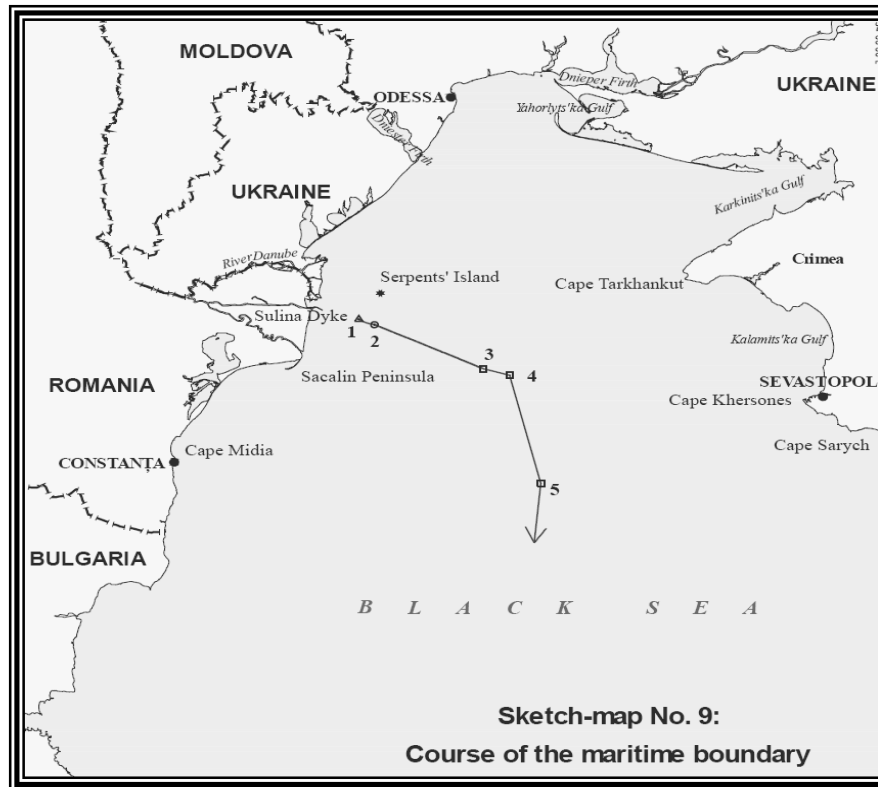 MOLDOVA
ODESSA
Dnieper Firth
UKRAINE
Yahorlyts'ka Gulf
Dniester Firth
UKRAINE
Karkinits'ka Gulf
River Danube
Serpents' Island
Cape Tarkhankut
Crimea
Sulina Dyke
1
2
Kalamits'ka Gulf
3
4
Sacalin Peninsula
ROMANIA
SEVASTOPOL
Cape Khersones
Cape Sarych
Cape Midia
CONSTANȚA
5
BULGARIA
BLACK SEA
Sketch-map No. 9:
Course of the maritime boundary